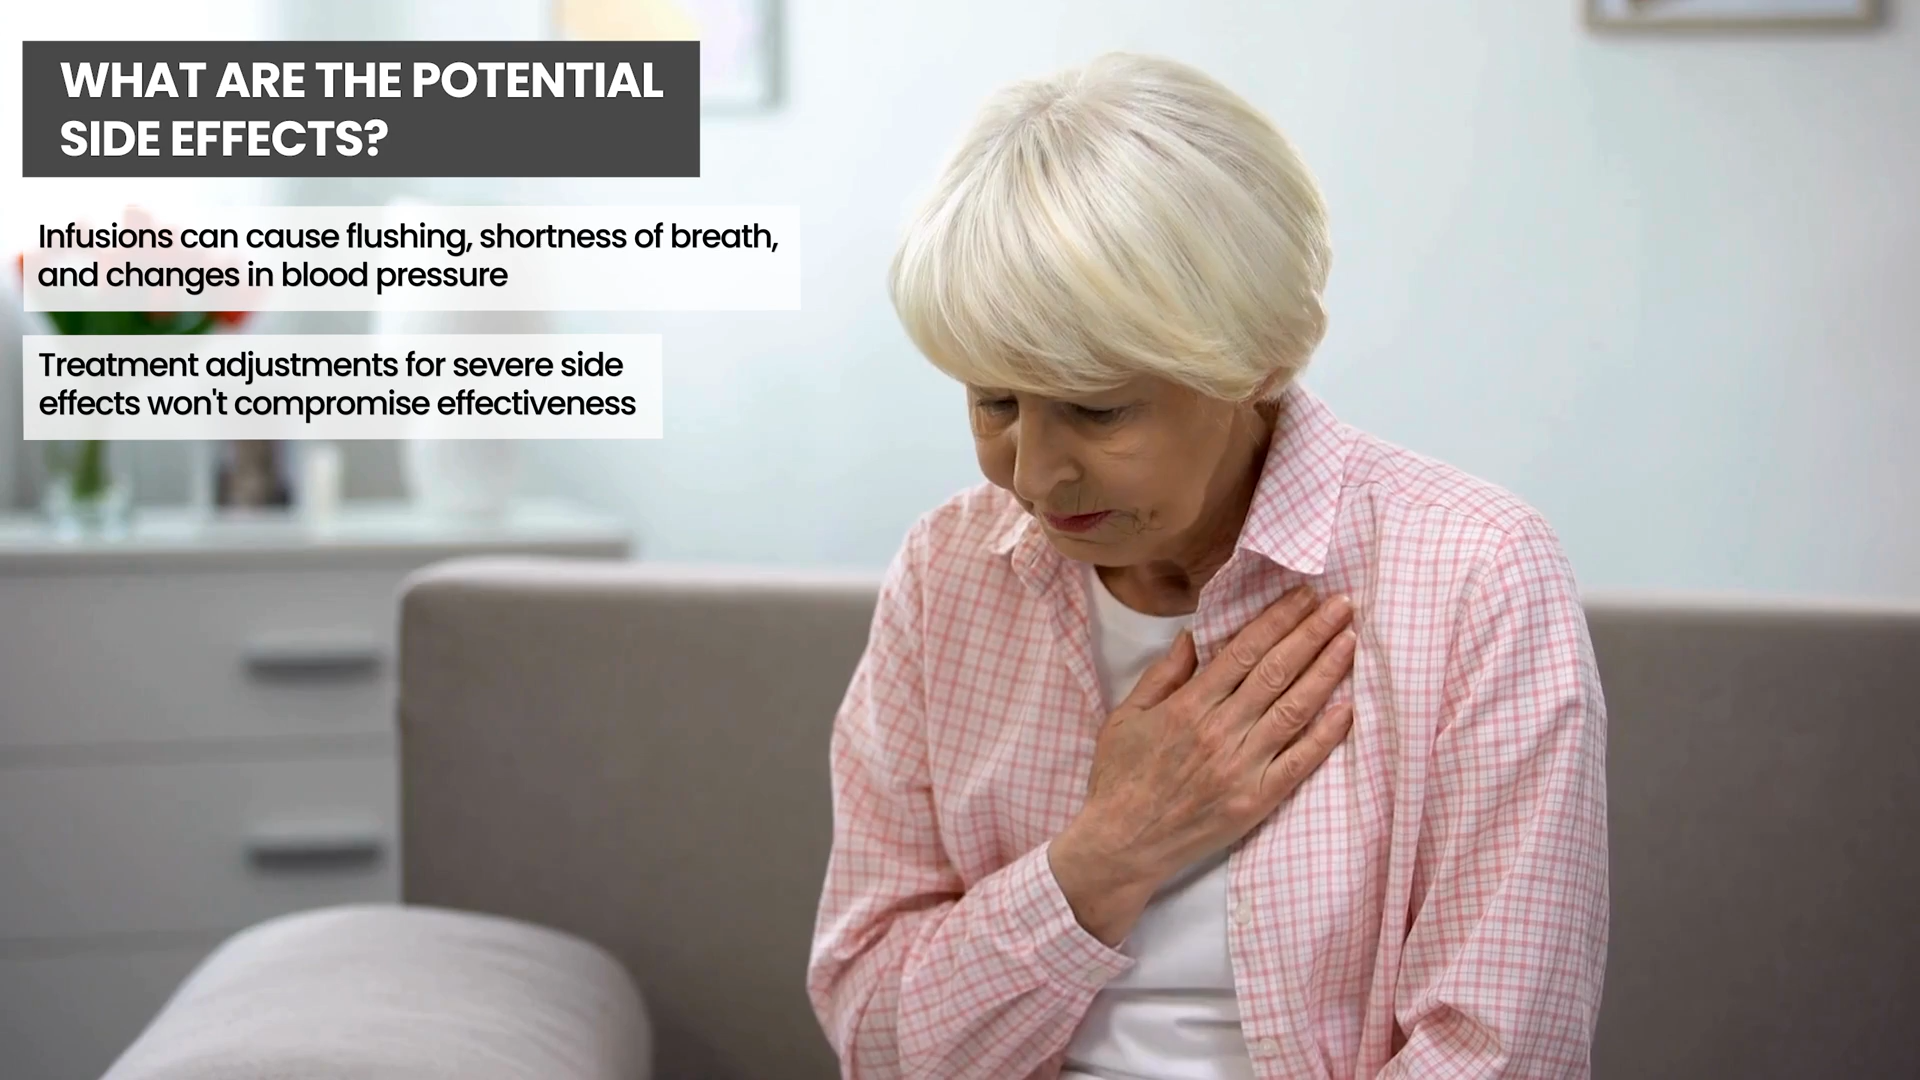 WHAT ARE THE POTENTIAL
SIDE EFFECTS?
Infusions can cause flushing, shortness of breath,
and changes in blood pressure
Treatment adjustments for severe side
effects won't compromise effectiveness